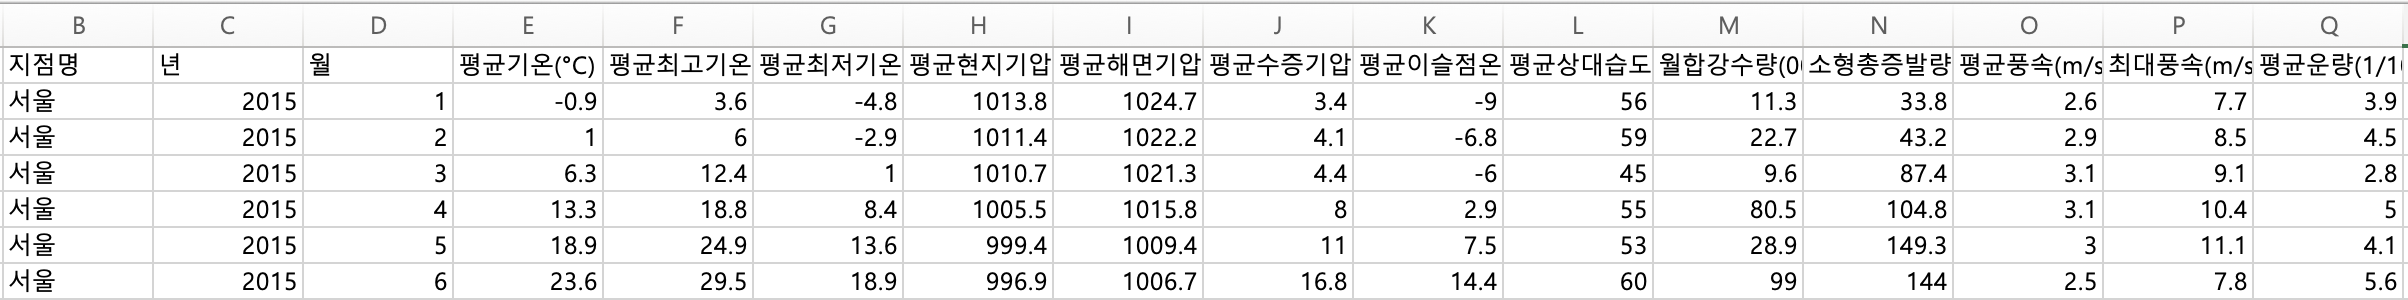 B C D E F G H I J K L M N O P Q
지점명 년 월 평균기온(°C) 평균최고기온 평균최저기온 평균현지기압 평균해면기압 평균수증기압 평균이슬점온 평균상대습도 월합강수량(00 소형총증발량 평균풍속(m/s 최대풍속(m/s 평균운량(1/10
서울 2015 1 -0.9 3.6 -4.8 1013.8 1024.7 3.4 -9 56 11.3 33.8 2.6 7.7 3.9
서울 2015 2 1 6 -2.9 1011.4 1022.2 4.1 -6.8 59 22.7 43.2 2.9 8.5 4.5
서울 2015 3 6.3 12.4 1 1010.7 1021.3 4.4 -6 45 9.6 87.4 3.1 9.1 2.8
서울 2015 4 13.3 18.8 8.4 1005.5 1015.8 8 2.9 55 80.5 104.8 3.1 10.4 5
서울 2015 5 18.9 24.9 13.6 999.4 1009.4 11 7.5 53 28.9 149.3 3 11.1 4.1
서울 2015 6 23.6 29.5 18.9 996.9 1006.7 16.8 14.4 60 99 144 2.5 7.8 5.6